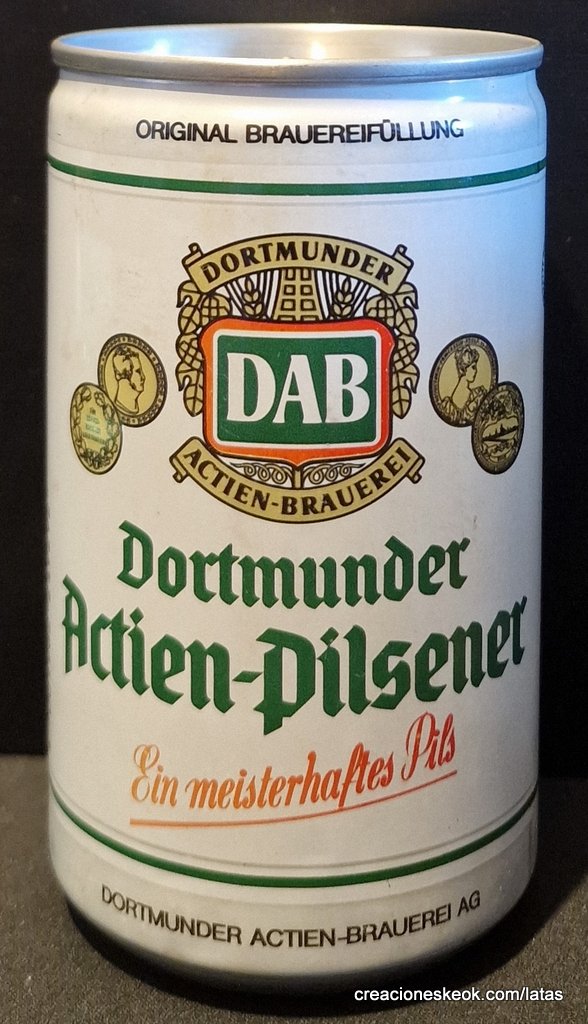 ORIGINAL BRAUEREIFÜLLUNG
DORTMUNDER
DAB
ACTIEN-BRAUEREI
Dortmunder
Actien-Pilsener
Ein meisterhaftes Pils
DORTMUNDER ACTIEN-BRAUEREI AG
creacioneskeok.com/latas